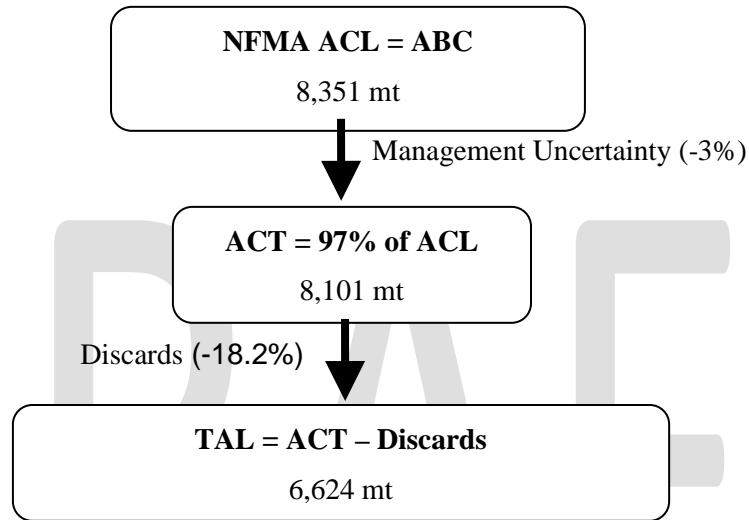 NFMA ACL = ABC
8,351 mt
Management Uncertainty (-3%)
ACT = 97% of ACL
8,101 mt
Discards (-18.2%)
TAL = ACT – Discards
6,624 mt